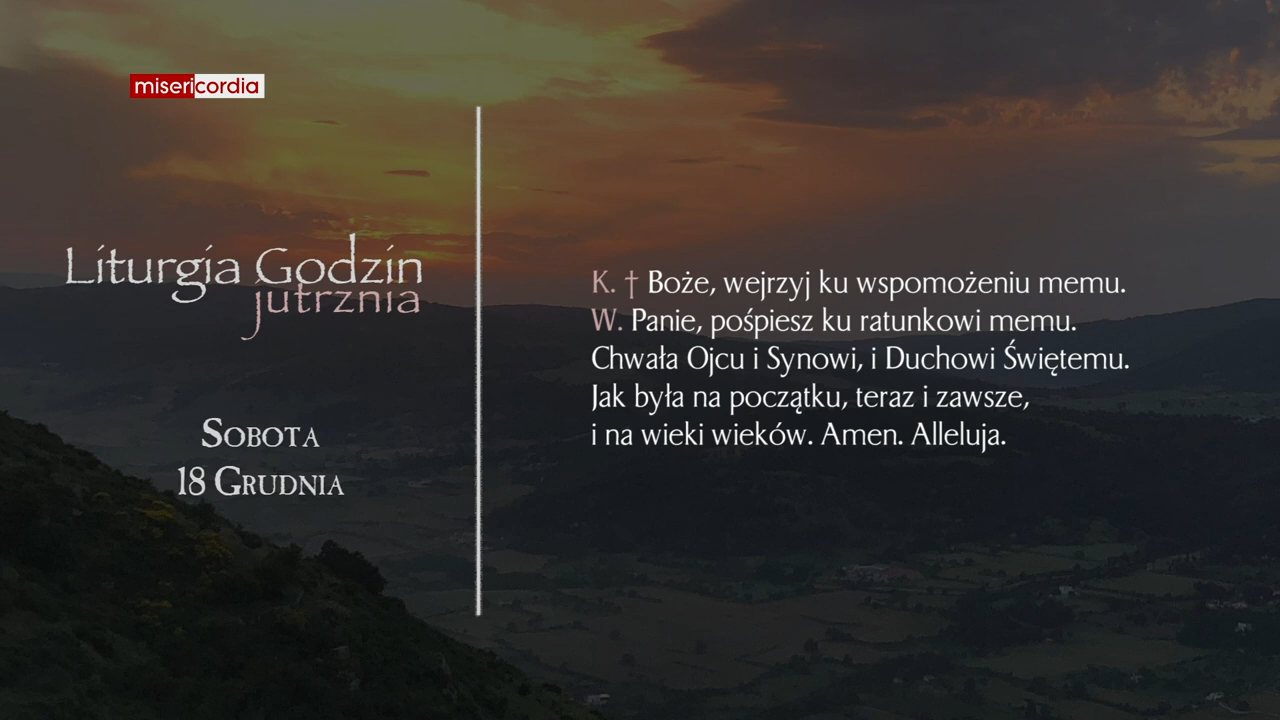 misericordia
Liturgia Godzin
jutrznia
Sobota
18 Grudnia
K. † Boże, wejrzyj ku wspomożeniu memu.
W. Panie, pośpiesz ku ratunkowi memu.
Chwała Ojcu i Synowi, i Duchowi Świętemu.
Jak była na początku, teraz i zawsze,
i na wieki wieków. Amen. Alleluja.